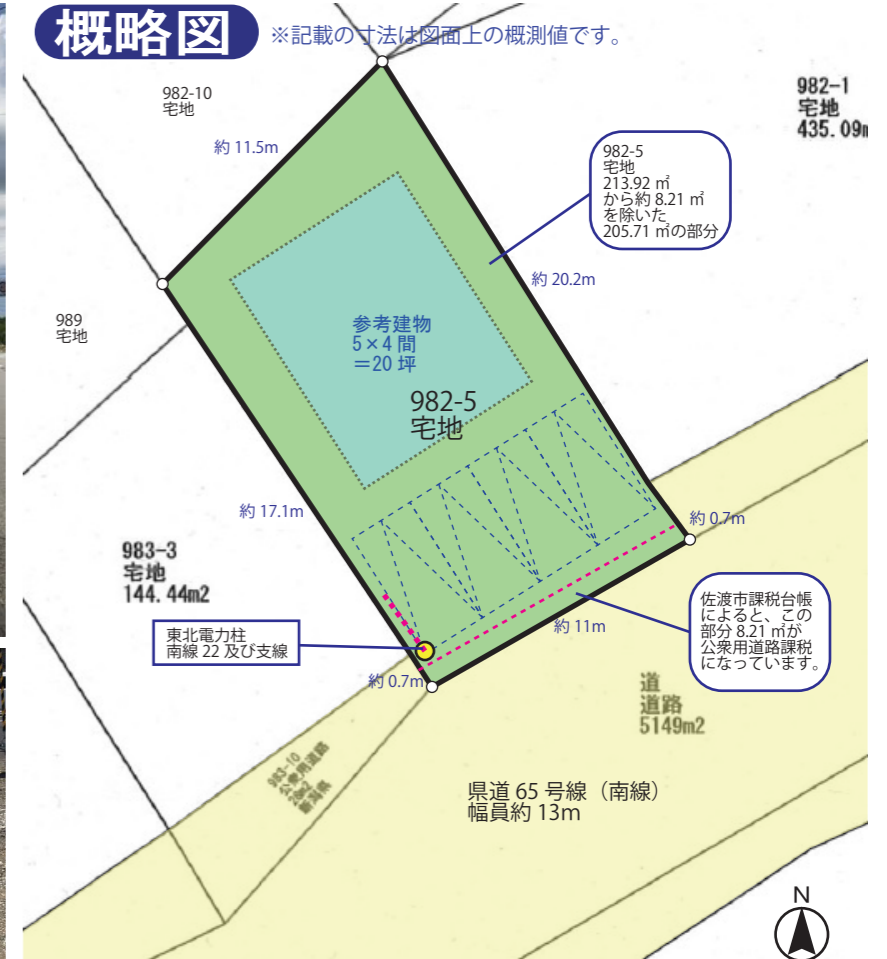 概略図
※記載の寸法は図面上の概測値です。
982-10
宅地
982-1
宅地
435.09m
約 11.5m
982-5
宅地
213.92 ㎡
から約 8.21 ㎡
を除いた
205.71 ㎡の部分
約 20.2m
989
宅地
参考建物
5×4 間
＝20 坪
982-5
宅地
約 17.1m
約 0.7m
983-3
宅地
144.44m2
東北電力柱
南線 22 及び支線
佐渡市課税台帳
によると、この
部分 8.21 ㎡が
公衆用道路課税
になっています。
約 11m
約 0.7m
道
道路
5149m2
983-10
県道 65 号線（南線）
幅員約 13m
N